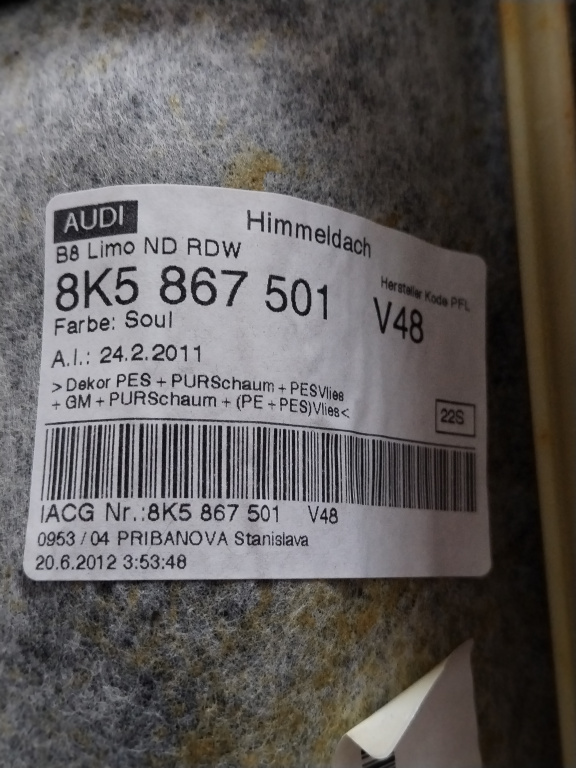 AUDI
Himmeldach
B8 Limo ND RDW
8K5 867 501
Hersteller Kode PFL
V48
Farbe: Soul
A.I.: 24.2.2011
>Dekor PES + PURSchaum + PESVlies
+ GM + PURSchaum + (PE + PES)Vlies<
22S
IACG Nr.:8K5 867 501 V48
0953 / 04 PRIBANOVA Stanislava
20.6.2012 3:53:48